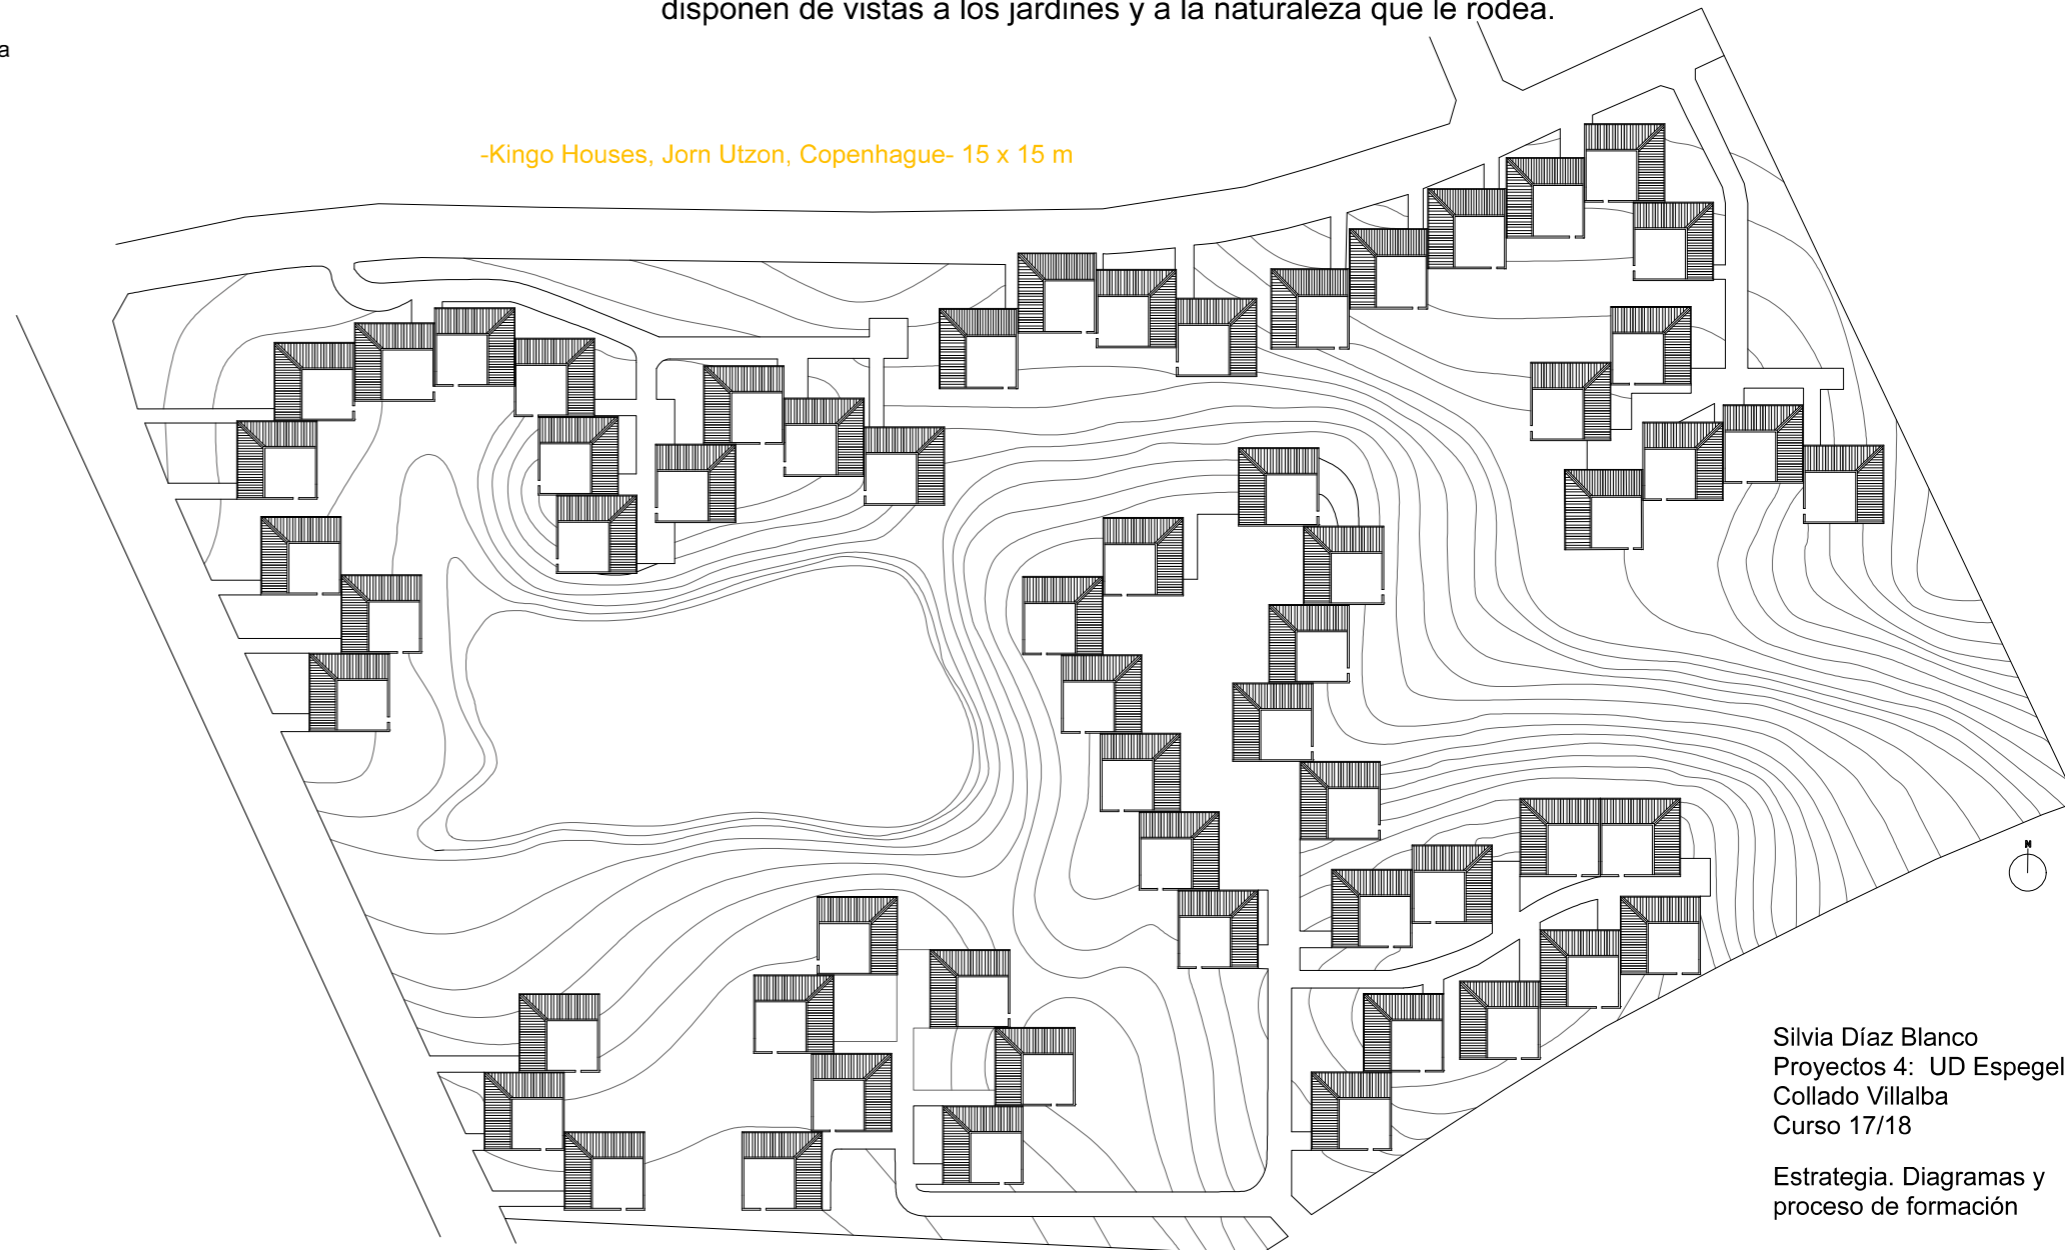 disponen de vistas a los jardines y a la naturaleza que le rodea.
a
-Kingo Houses, Jorn Utzon, Copenhague- 15 x 15 m
N
Silvia Díaz Blanco
Proyectos 4: UD Espegel
Collado Villalba
Curso 17/18
Estrategia. Diagramas y
proceso de formación